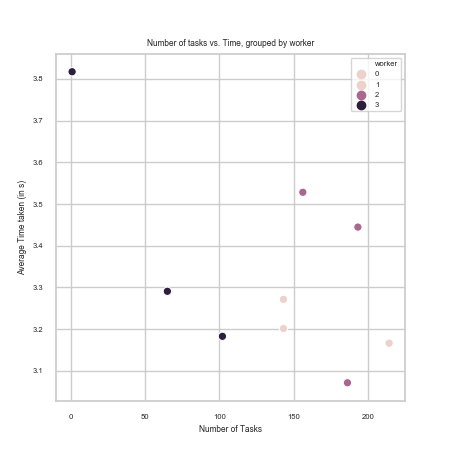 Number of tasks vs. Time, grouped by worker
worker
0
1
2
3
3.8
3.7
3.6
3.5
3.4
3.3
3.2
3.1
Average Time taken (in s)
0 50 100 150 200
Number of Tasks